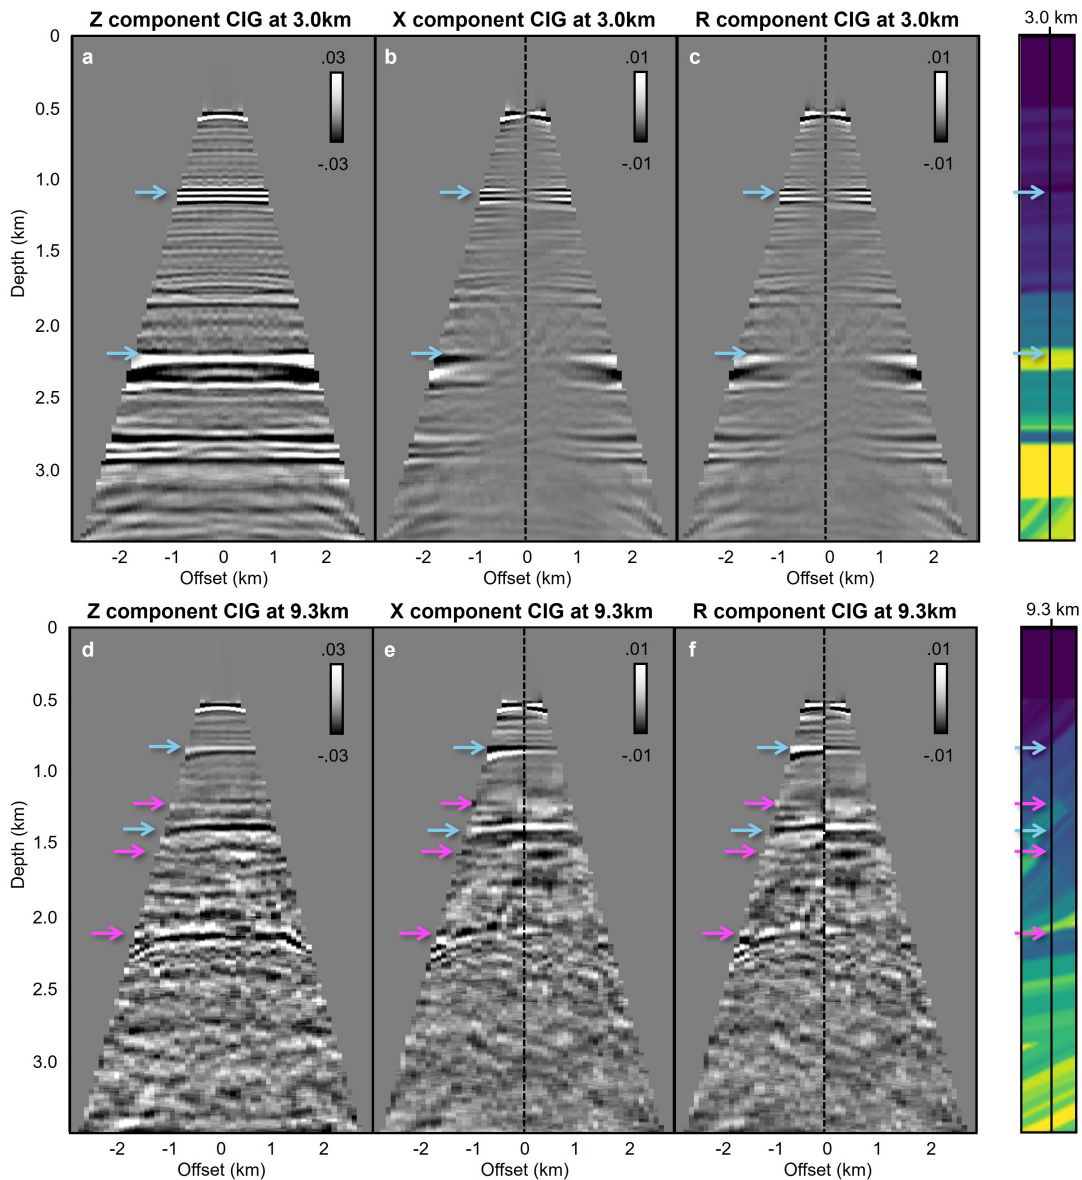 Z component CIG at 3.0km X component CIG at 3.0km R component CIG at 3.0km 3.0 km
0
a .03 b .01 c .01
-.03 -.01 -.01
0.5
1.0
1.5
2.0
2.5
3.0
Depth (km)
-2 -1 0 1 2 -2 -1 0 1 2 -2 -1 0 1 2
Offset (km) Offset (km) Offset (km)
Z component CIG at 9.3km X component CIG at 9.3km R component CIG at 9.3km 9.3 km
0
d .03 e .01 f .01
-.03 -.01 -.01
0.5
1.0
1.5
2.0
2.5
3.0
Depth (km)
-2 -1 0 1 2 -2 -1 0 1 2 -2 -1 0 1 2
Offset (km) Offset (km) Offset (km)